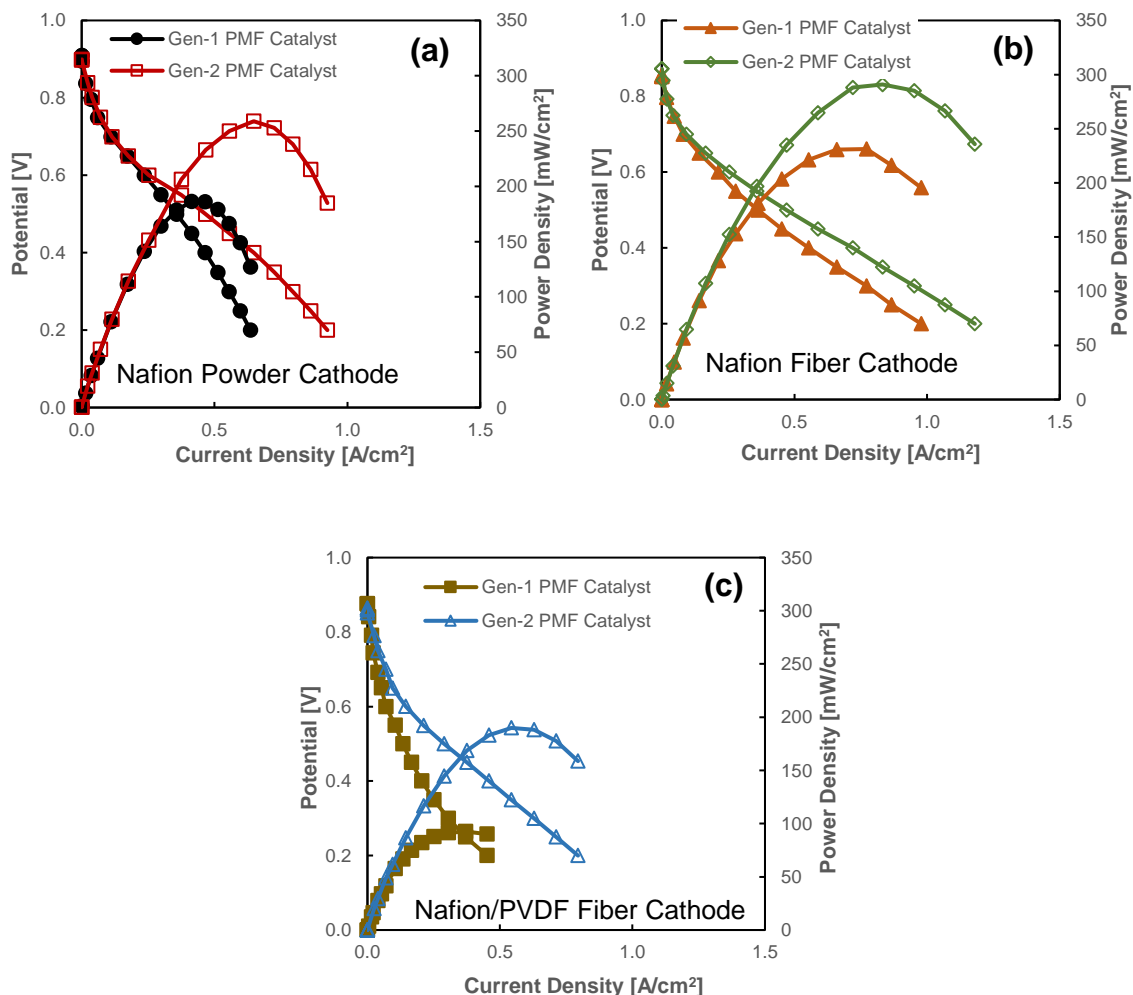 (a)
Gen-1 PMF Catalyst
Gen-2 PMF Catalyst
Nafion Powder Cathode
Potential [V]
1.0
0.8
0.6
0.4
0.2
0.0
Power Density [mW/cm²]
350
300
250
200
150
100
50
0
0.0 0.5 1.0 1.5
Current Density [A/cm²]
(b)
Gen-1 PMF Catalyst
Gen-2 PMF Catalyst
Nafion Fiber Cathode
Potential [V]
1.0
0.8
0.6
0.4
0.2
0.0
Power Density [mW/cm²]
350
300
250
200
150
100
50
0
0.0 0.5 1.0 1.5
Current Density [A/cm²]
(c)
Gen-1 PMF Catalyst
Gen-2 PMF Catalyst
Nafion/PVDF Fiber Cathode
Potential [V]
1.0
0.8
0.6
0.4
0.2
0.0
Power Density [mW/cm²]
350
300
250
200
150
100
50
0
0.0 0.5 1.0 1.5
Current Density [A/cm²]